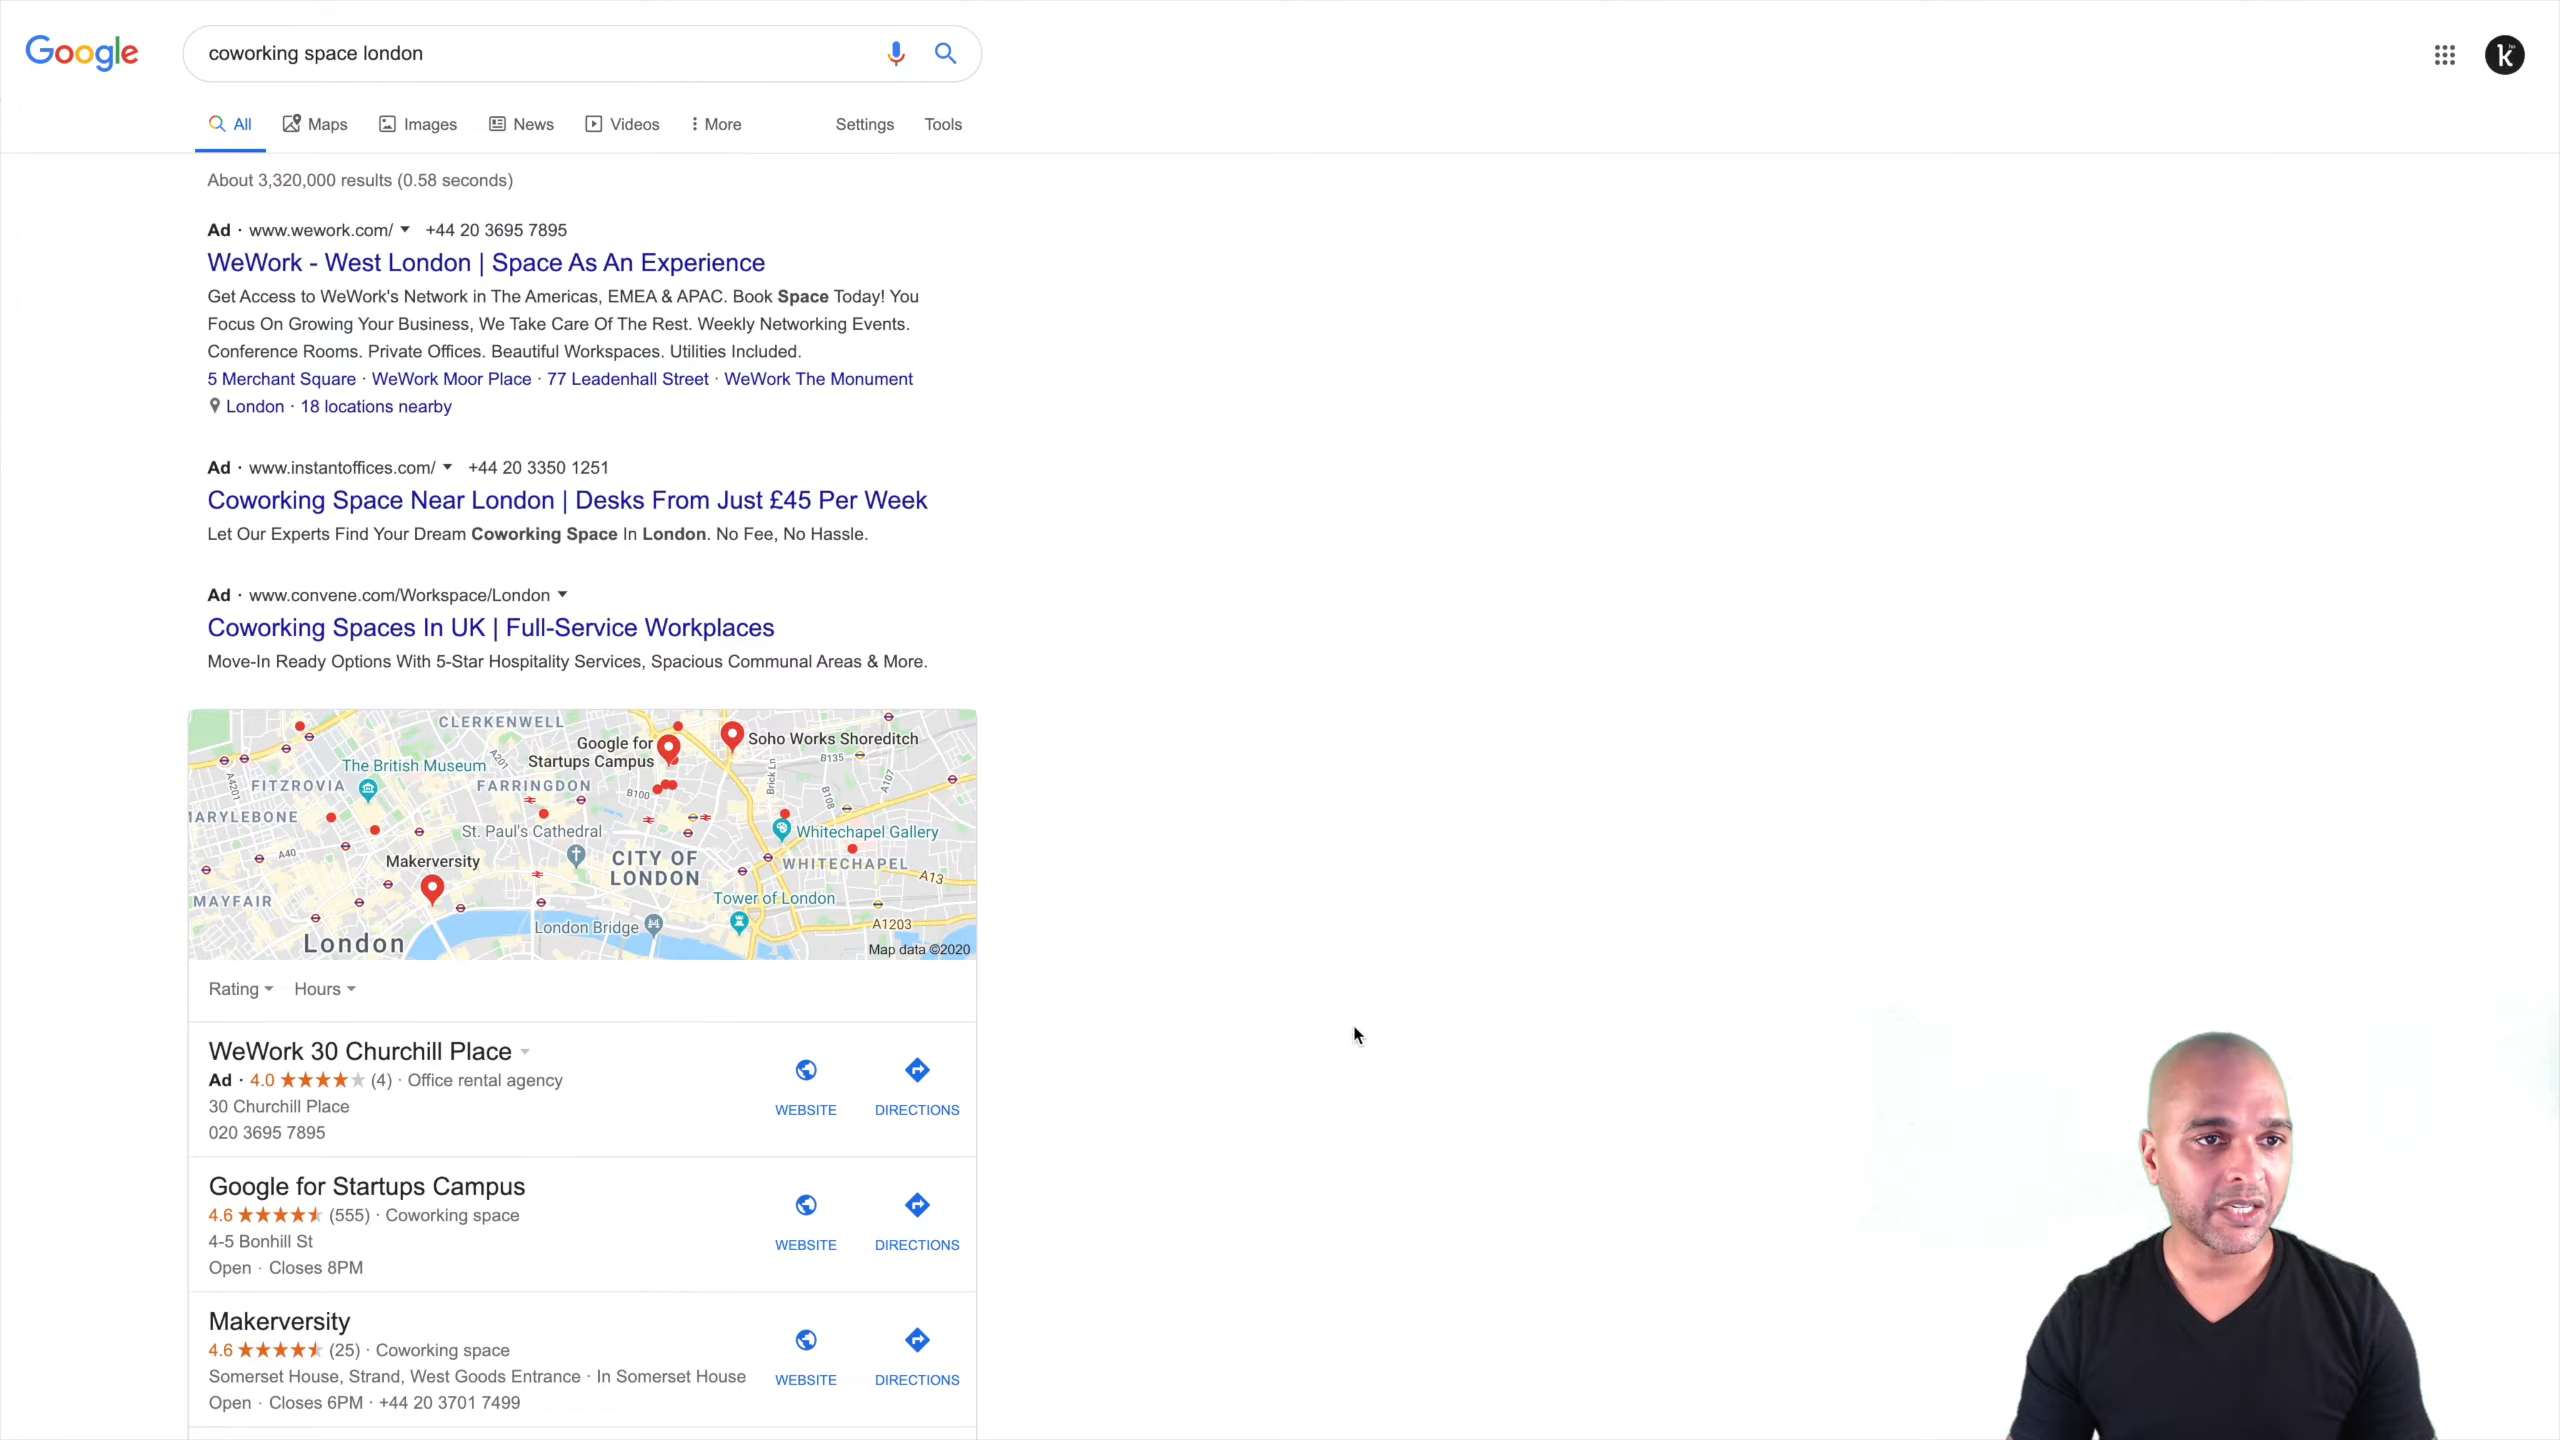 Google
coworking space london
k
All Maps Images News Videos More Settings Tools
About 3,320,000 results (0.58 seconds)
Ad · www.wework.com/ +44 20 3695 7895
WeWork - West London | Space As An Experience
Get Access to WeWork's Network in The Americas, EMEA & APAC. Book Space Today! You
Focus On Growing Your Business, We Take Care Of The Rest. Weekly Networking Events.
Conference Rooms. Private Offices. Beautiful Workspaces. Utilities Included.
5 Merchant Square · WeWork Moor Place · 77 Leadenhall Street · WeWork The Monument
London · 18 locations nearby
Ad · www.instantoffices.com/ +44 20 3350 1251
Coworking Space Near London | Desks From Just £45 Per Week
Let Our Experts Find Your Dream Coworking Space In London. No Fee, No Hassle.
Ad · www.convene.com/Workspace/London
Coworking Spaces In UK | Full-Service Workplaces
Move-In Ready Options With 5-Star Hospitality Services, Spacious Communal Areas & More.
CLERKENWELL
Google for
Startups Campus
Soho Works Shoreditch
The British Museum
A201
B135
Brick Ln
A107
A4201
FITZROVIA
FARRINGDON
B100
B108
MARYLEBONE
St. Paul's Cathedral
Whitechapel Gallery
A40
Makerversity
CITY OF
LONDON
WHITECHAPEL
A13
MAYFAIR
Tower of London
London
London Bridge
A1203
Map data ©2020
Rating Hours
WeWork 30 Churchill Place
Ad · 4.0 (4) · Office rental agency
30 Churchill Place
020 3695 7895
WEBSITE DIRECTIONS
Google for Startups Campus
4.6 (555) · Coworking space
4-5 Bonhill St
Open · Closes 8PM
WEBSITE DIRECTIONS
Makerversity
4.6 (25) · Coworking space
Somerset House, Strand, West Goods Entrance · In Somerset House
Open · Closes 6PM · +44 20 3701 7499
WEBSITE DIRECTIONS